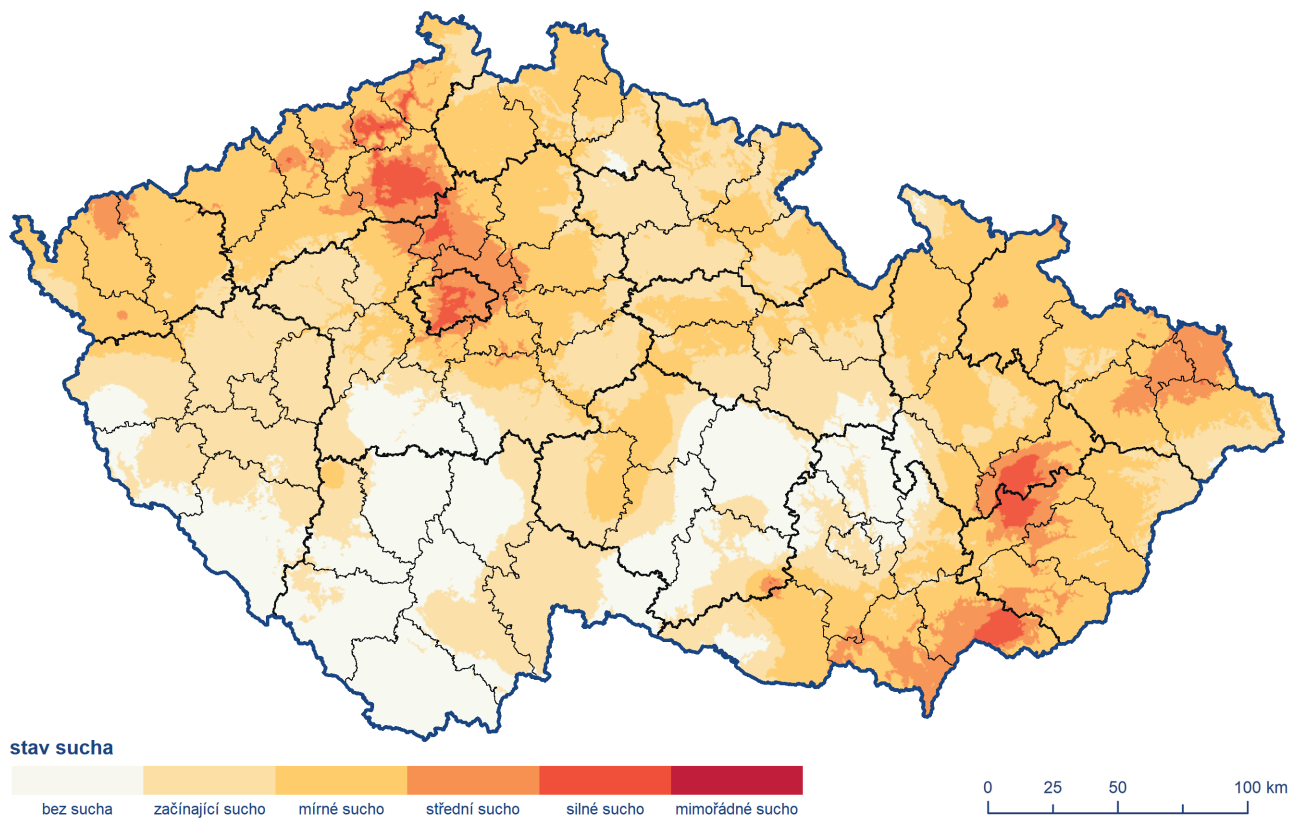 stav sucha
bez sucha začínající sucho mírné sucho střední sucho silné sucho mimořádné sucho
0 25 50 100 km